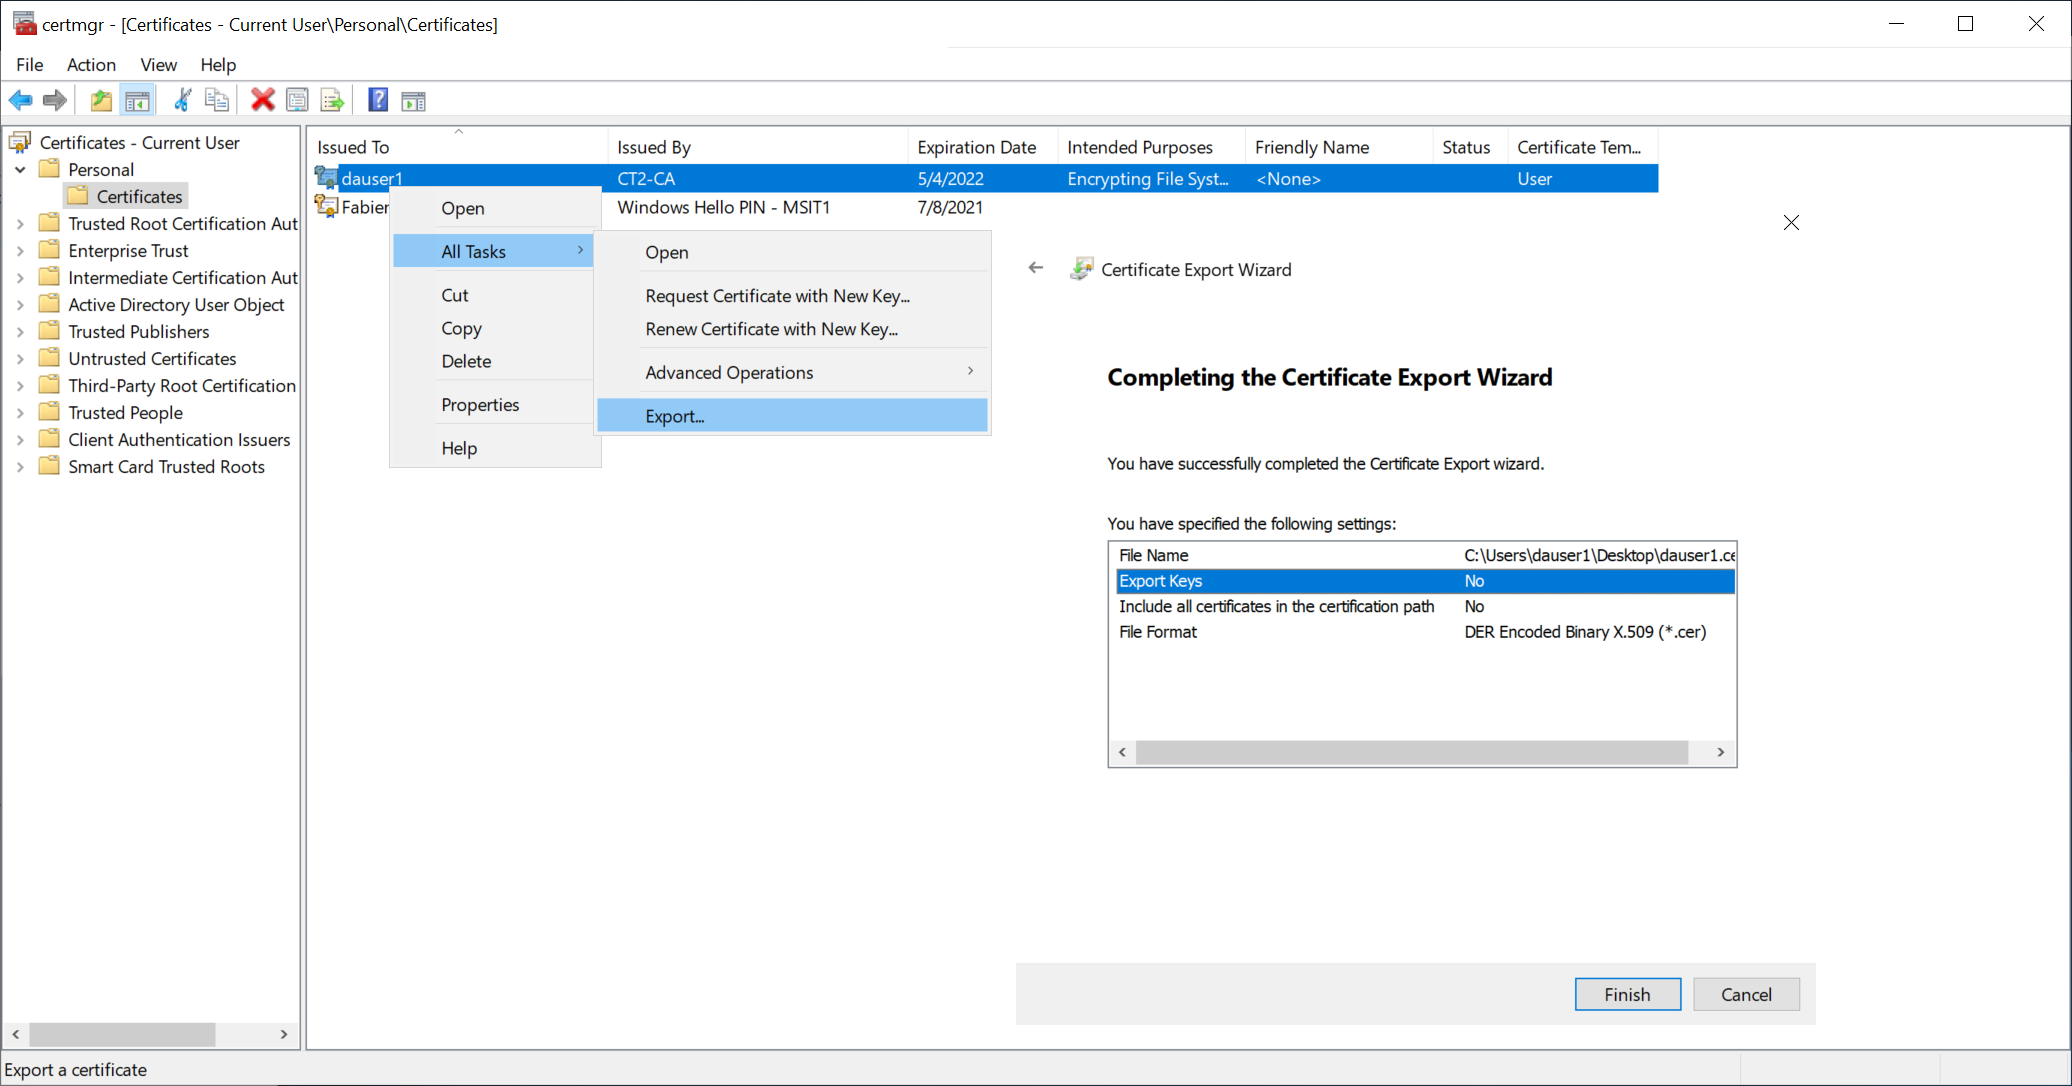 certmgr - [Certificates - Current User\Personal\Certificates]
File Action View Help
Certificates - Current User
Personal
Certificates
Trusted Root Certification Aut
Enterprise Trust
Intermediate Certification Aut
Active Directory User Object
Trusted Publishers
Untrusted Certificates
Third-Party Root Certification
Trusted People
Client Authentication Issuers
Smart Card Trusted Roots
Issued To Issued By Expiration Date Intended Purposes Friendly Name Status Certificate Tem...
dauser1 CT2-CA 5/4/2022 Encrypting File Syst... <None> User
Fabien Windows Hello PIN - MSIT1 7/8/2021
Open
All Tasks
Cut
Copy
Delete
Properties
Help
Open
Request Certificate with New Key...
Renew Certificate with New Key...
Advanced Operations
Export...
Certificate Export Wizard
Completing the Certificate Export Wizard
You have successfully completed the Certificate Export wizard.
You have specified the following settings:
File Name C:\Users\dauser1\Desktop\dauser1.ce
Export Keys No
Include all certificates in the certification path No
File Format DER Encoded Binary X.509 (*.cer)
Finish Cancel
Export a certificate